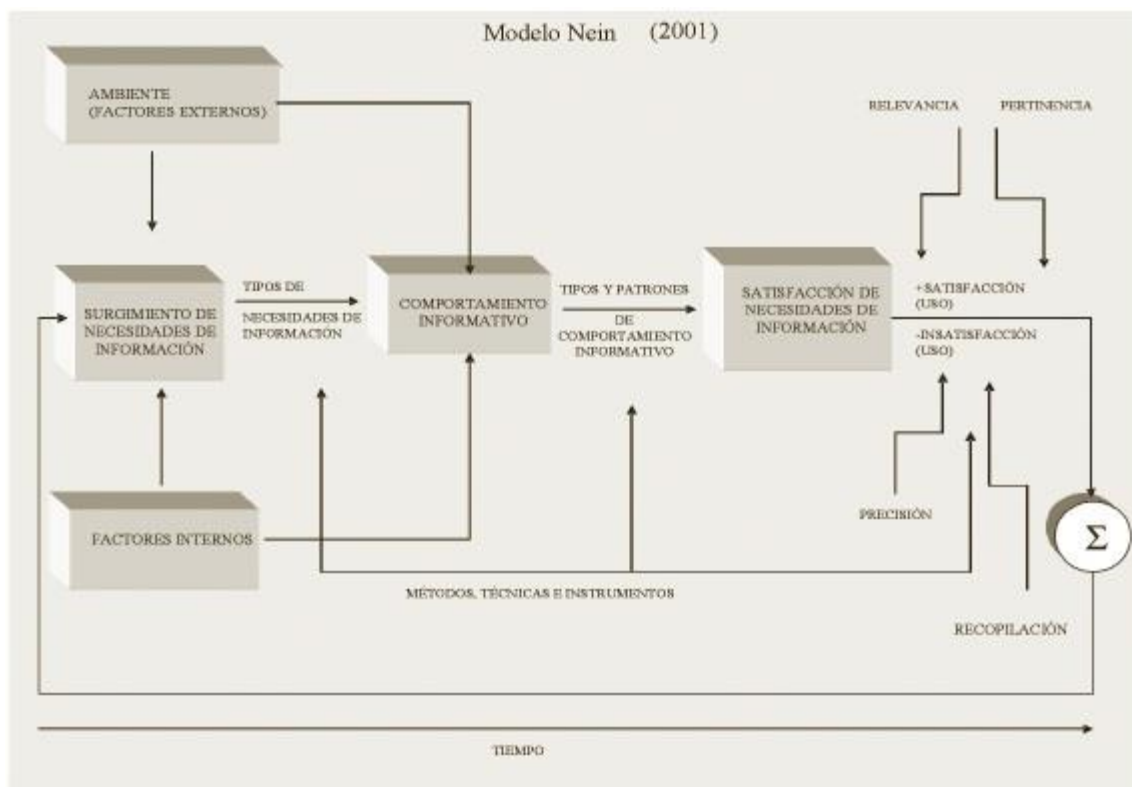 Modelo Nein (2001)
AMBIENTE
(FACTORES EXTERNOS)
RELEVANCIA
PERTINENCIA
SURGIMIENTO DE
NECESIDADES DE
INFORMACIÓN
TIPOS DE
NECESIDADES DE
INFORMACIÓN
COMPORTAMIENTO
INFORMATIVO
TIPOS Y PATRONES
DE
COMPORTAMIENTO
INFORMATIVO
SATISFACCIÓN DE
NECESIDADES DE
INFORMACIÓN
+SATISFACCIÓN
(USO)
-INSATISFACCIÓN
(USO)
FACTORES INTERNOS
PRECISIÓN
Σ
MÉTODOS, TÉCNICAS E INSTRUMENTOS
RECOPILACIÓN
TIEMPO